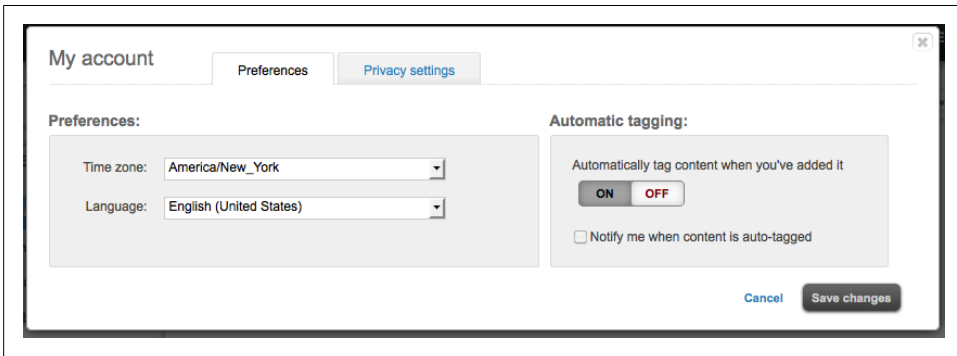 My account
Preferences
Privacy settings
Preferences:
Time zone: America/New_York
Language: English (United States)
Automatic tagging:
Automatically tag content when you've added it
ON OFF
Notify me when content is auto-tagged
Cancel Save changes